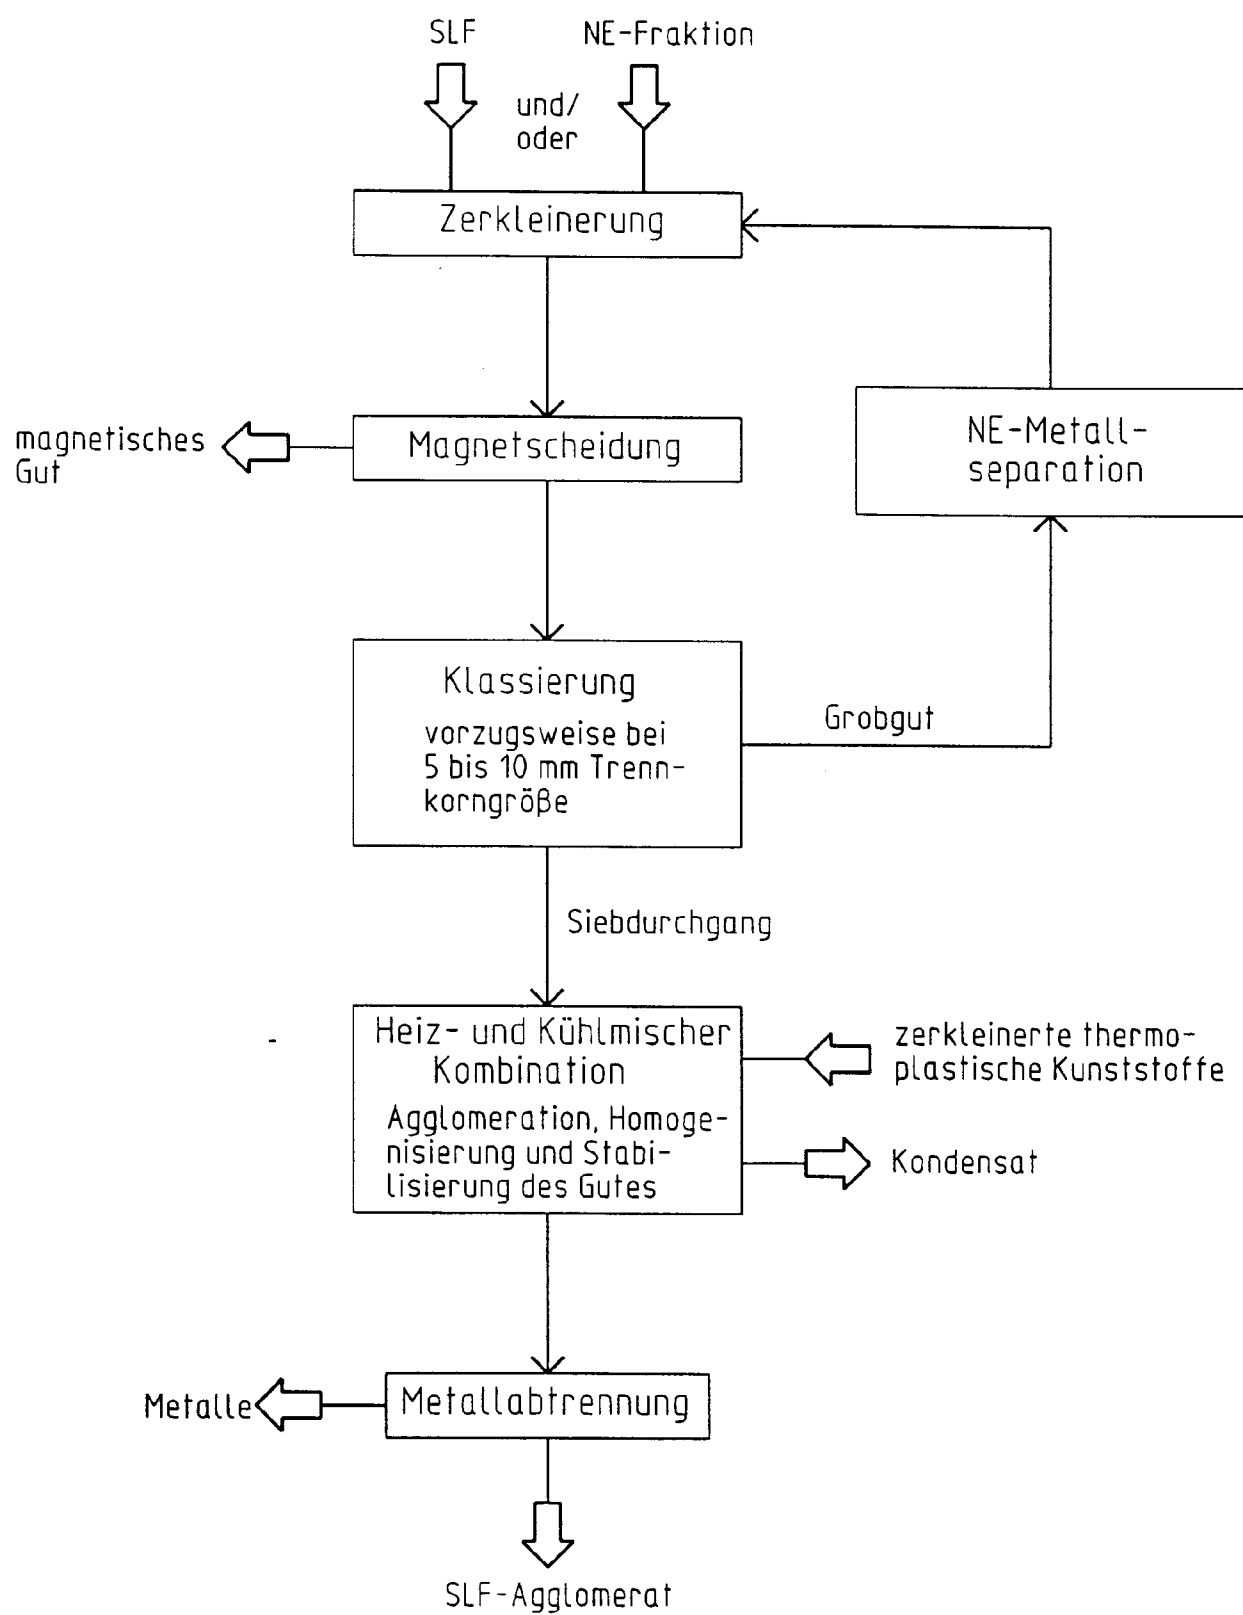 SLF
NE-Fraktion
und/
oder
Zerkleinerung
magnetisches
Gut
Magnetscheidung
NE-Metall-
separation
Klassierung
vorzugsweise bei
5 bis 10 mm Trenn-
korngröße
Grobgut
Siebdurchgang
Heiz- und Kühlmischer
Kombination
Agglomeration, Homoge-
nisierung und Stabi-
lisierung des Gutes
zerkleinerte thermo-
plastische Kunststoffe
Kondensat
Metalle
Metallabtrennung
SLF-Agglomerat